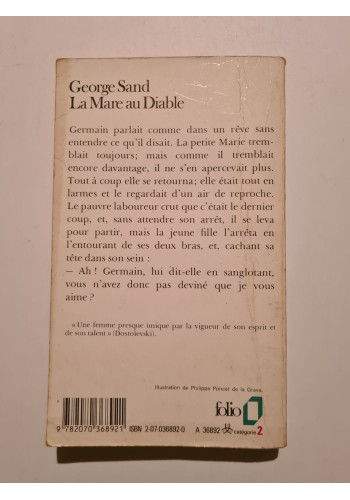 George Sand
La Mare au Diable
Germain parlait comme dans un rêve sans
entendre ce qu'il disait. La petite Marie trem-
blait toujours; mais comme il tremblait
encore davantage, il ne s'en apercevait plus.
Tout à coup elle se retourna; elle était tout en
larmes et le regardait d'un air de reproche.
Le pauvre laboureur crut que c'était le dernier
coup, et, sans attendre son arrêt, il se leva
pour partir, mais la jeune fille l'arrêta en
l'entourant de ses deux bras, et, cachant sa
tête dans son sein :
— Ah ! Germain, lui dit-elle en sanglotant,
vous n'avez donc pas deviné que je vous
aime ?
« Une femme presque unique par la vigueur de son esprit et
de son talent » (Dostoïevski).
Illustration de Philippe Poncet de la Grave.
folio
9 782070 368921 ISBN 2-07-036892-0 A 36892 catégorie 2